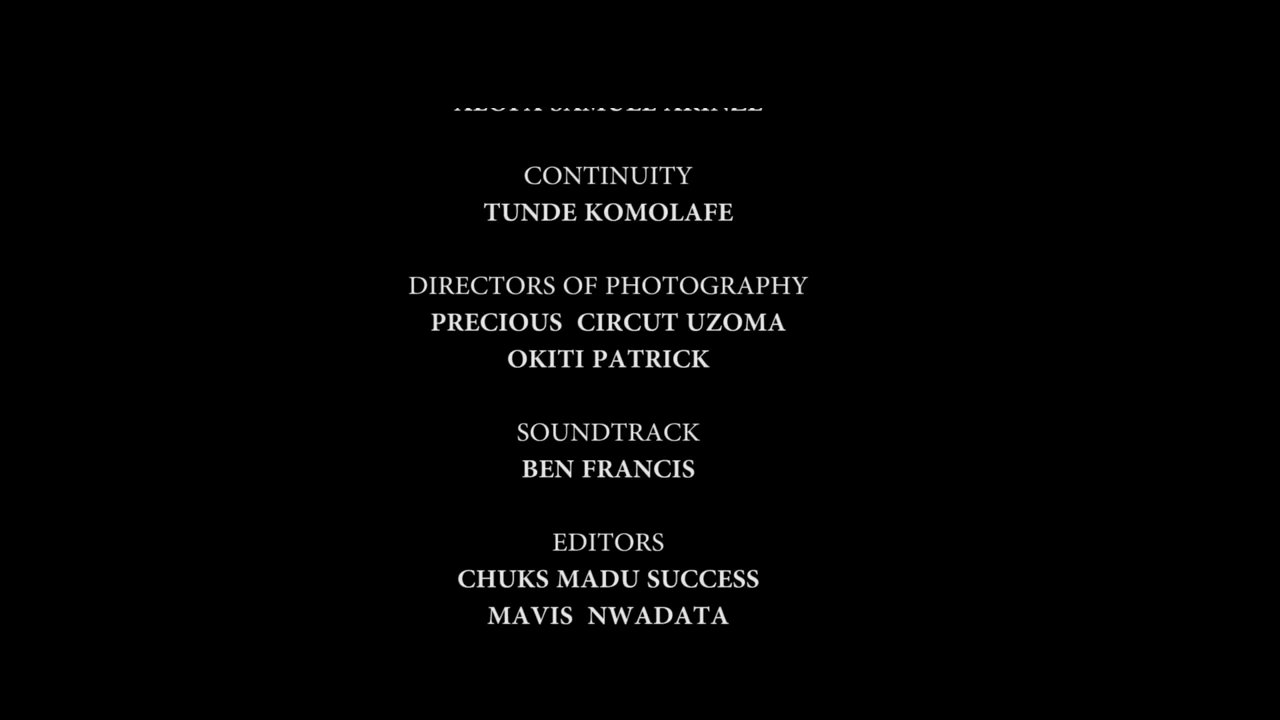 CONTINUITY
TUNDE KOMOLAFE
DIRECTORS OF PHOTOGRAPHY
PRECIOUS CIRCUT UZOMA
OKITI PATRICK
SOUNDTRACK
BEN FRANCIS
EDITORS
CHUKS MADU SUCCESS
MAVIS NWADATA